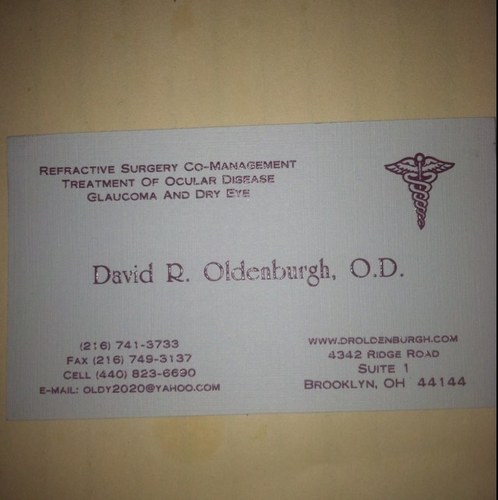 REFRACTIVE SURGERY CO-MANAGEMENT
TREATMENT OF OCULAR DISEASE
GLAUCOMA AND DRY EYE
David R. Oldenburgh, O.D.
(216) 741-3733
FAX (216) 749-3137
CELL (440) 823-6690
E-MAIL: OLDY2020@YAHOO.COM
WWW.DROLDENBURGH.COM
4342 RIDGE ROAD
SUITE 1
BROOKLYN, OH 44144